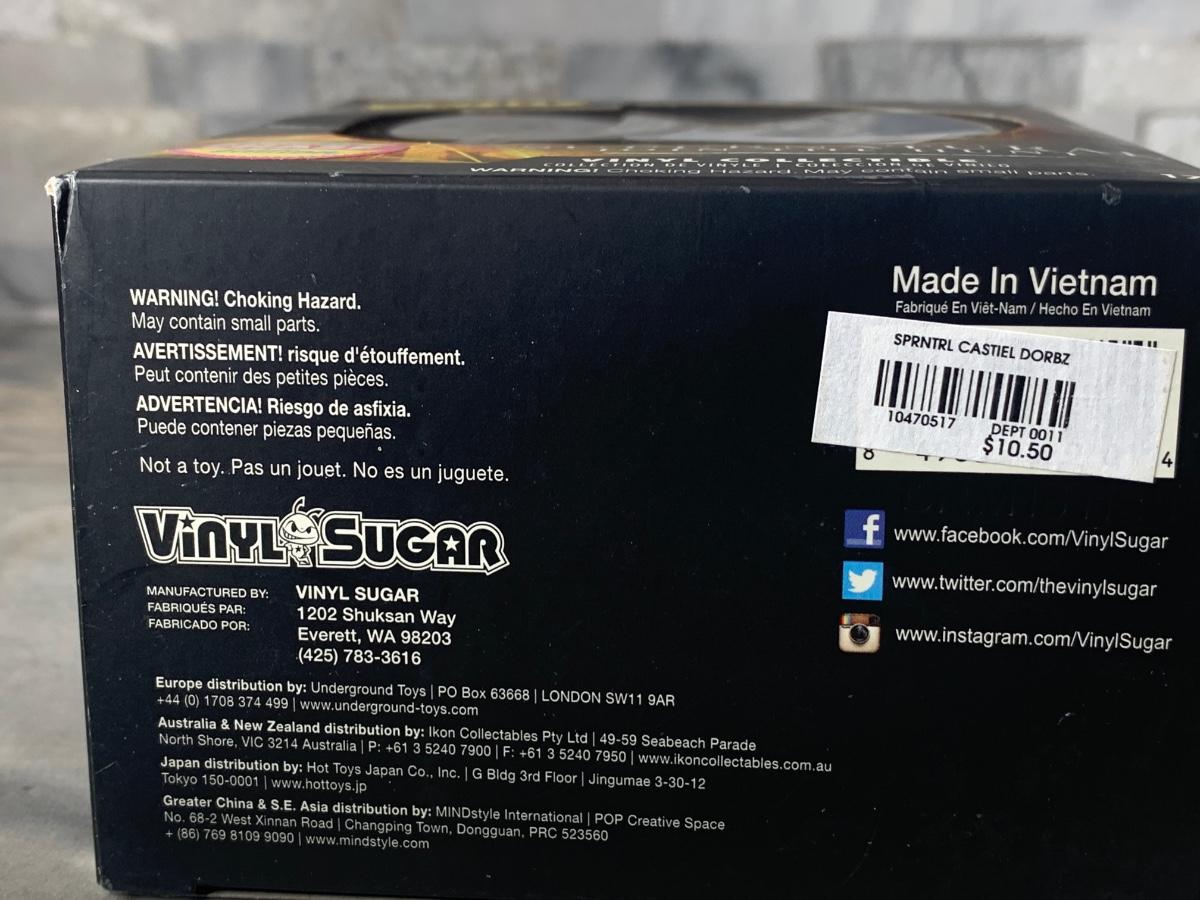 VINYL COLLECTIBLE
WARNING! Choking Hazard. May contain small parts.
WARNING! Choking Hazard.
May contain small parts.
AVERTISSEMENT! risque d'étouffement.
Peut contenir des petites pièces.
ADVERTENCIA! Riesgo de asfixia.
Puede contener piezas pequeñas.
Not a toy. Pas un jouet. No es un juguete.
VINYL SUGAR
MANUFACTURED BY:
FABRIQUÉS PAR:
FABRICADO POR:
VINYL SUGAR
1202 Shuksan Way
Everett, WA 98203
(425) 783-3616
Europe distribution by: Underground Toys | PO Box 63668 | LONDON SW11 9AR
+44 (0) 1708 374 499 | www.underground-toys.com
Australia & New Zealand distribution by: Ikon Collectables Pty Ltd | 49-59 Seabeach Parade
North Shore, VIC 3214 Australia | P: +61 3 5240 7900 | F: +61 3 5240 7950 | www.ikoncollectables.com.au
Japan distribution by: Hot Toys Japan Co., Inc. | G Bldg 3rd Floor | Jingumae 3-30-12
Tokyo 150-0001 | www.hottoys.jp
Greater China & S.E. Asia distribution by: MINDstyle International | POP Creative Space
No. 68-2 West Xinnan Road | Changping Town, Dongguan, PRC 523560
+ (86) 769 8109 9090 | www.mindstyle.com
Made In Vietnam
Fabriqué En Viêt-Nam / Hecho En Vietnam
SPRNTRL CASTIEL DORBZ
10470517
DEPT 0011
$10.50
8
4
www.facebook.com/VinylSugar
www.twitter.com/thevinylsugar
www.instagram.com/VinylSugar